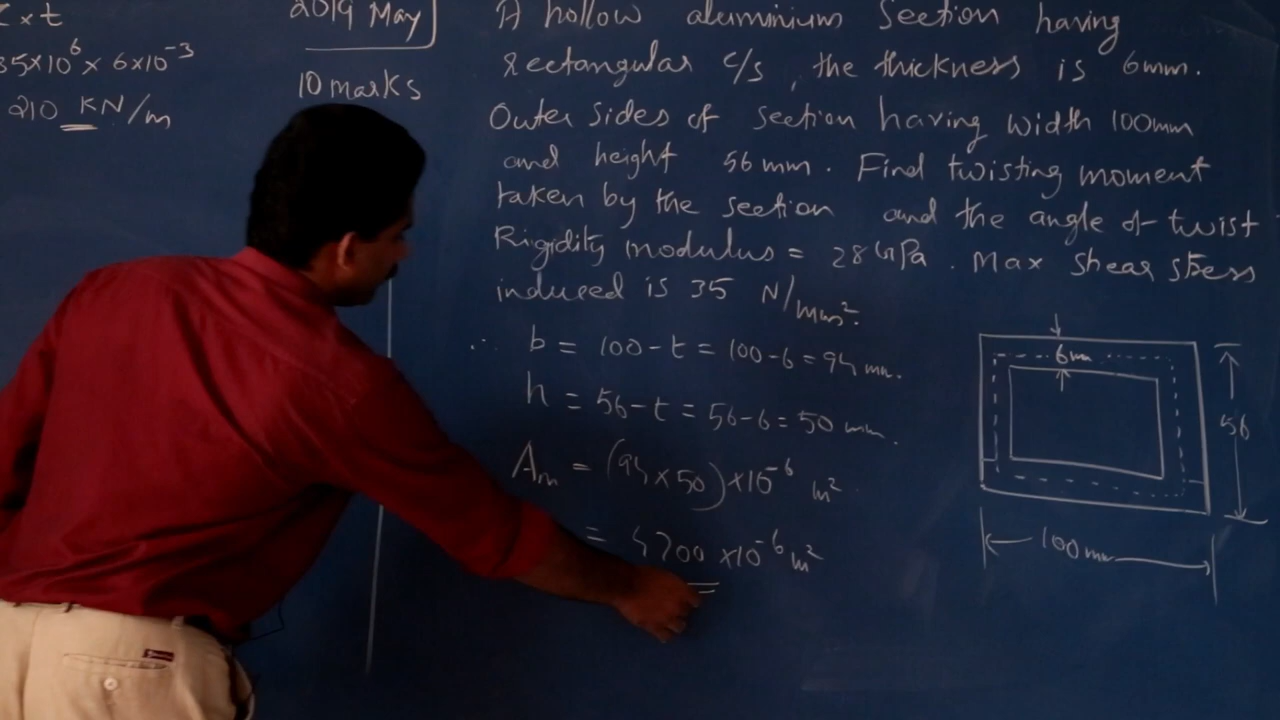 τ × t
35×10⁶ × 6×10⁻³
210 KN/m
2019 May
10 marks
A hollow aluminium section having
rectangular c/s, the thickness is 6mm.
Outer sides of section having width 100mm
and height 56 mm. Find twisting moment
taken by the section and the angle of twist
Rigidity modulus = 28 GPa. Max shear stress
induced is 35 N/mm².
∴ b = 100-t = 100-6 = 94 mm.
h = 56-t = 56-6 = 50 mm.
Am = (94×50)×10⁻⁶ m²
= 4700 ×10⁻⁶ m²
6mm
56
100mm